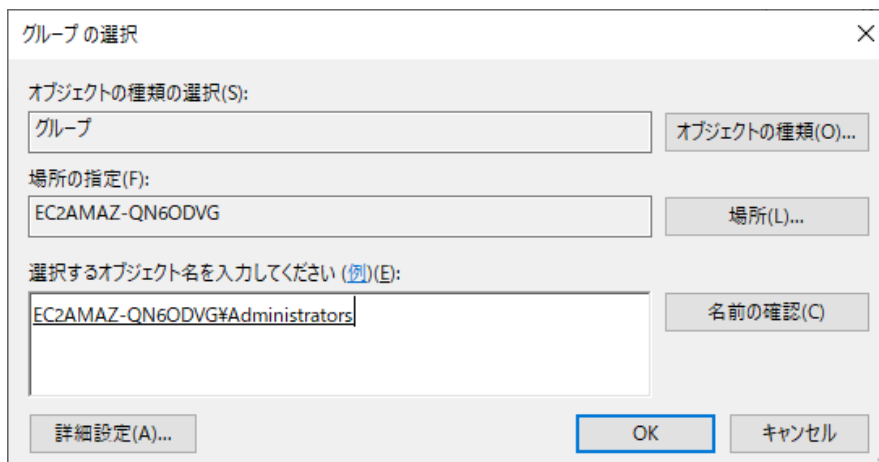 グループ の選択
オブジェクトの種類の選択(S):
グループ
オブジェクトの種類(O)...
場所の指定(F):
EC2AMAZ-QN6ODVG
場所(L)...
選択するオブジェクト名を入力してください (例)(E):
EC2AMAZ-QN6ODVG¥Administrators
名前の確認(C)
詳細設定(A)...
OK
キャンセル